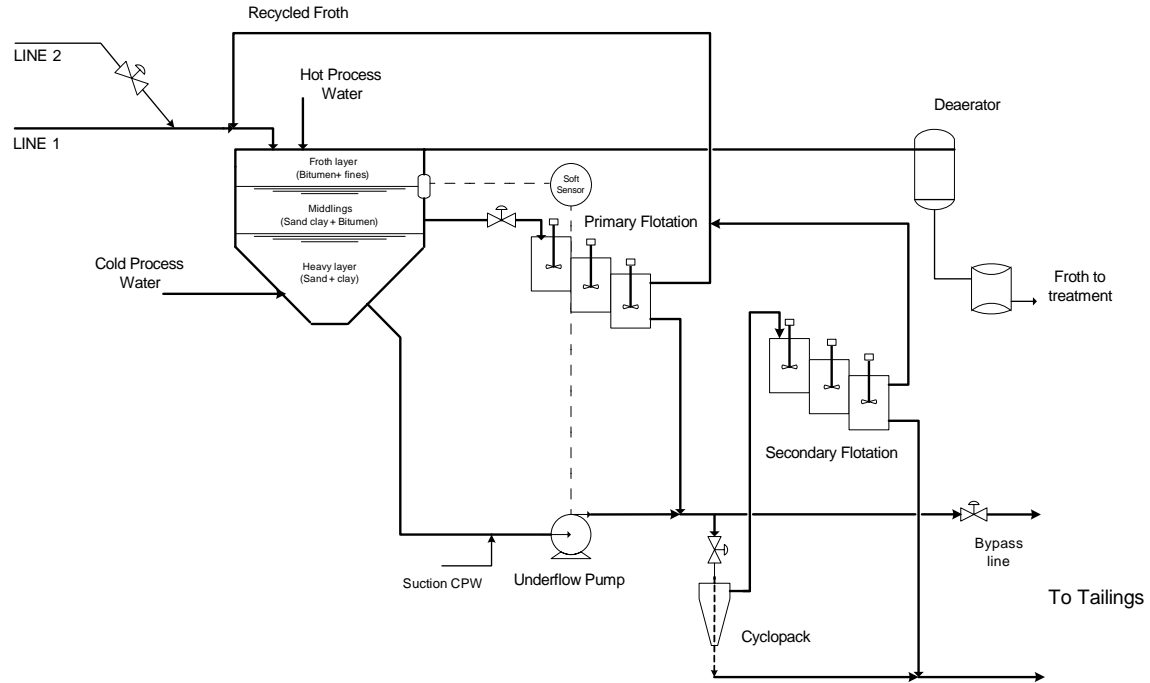 Recycled Froth
LINE 2
Hot Process
Water
Deaerator
LINE 1
Froth layer
(Bitumen+ fines)
Soft
Sensor
Middlings
(Sand clay + Bitumen)
Primary Flotation
Cold Process
Water
Heavy layer
(Sand + clay)
Froth to
treatment
Secondary Flotation
Bypass
line
Suction CPW
Underflow Pump
To Tailings
Cyclopack